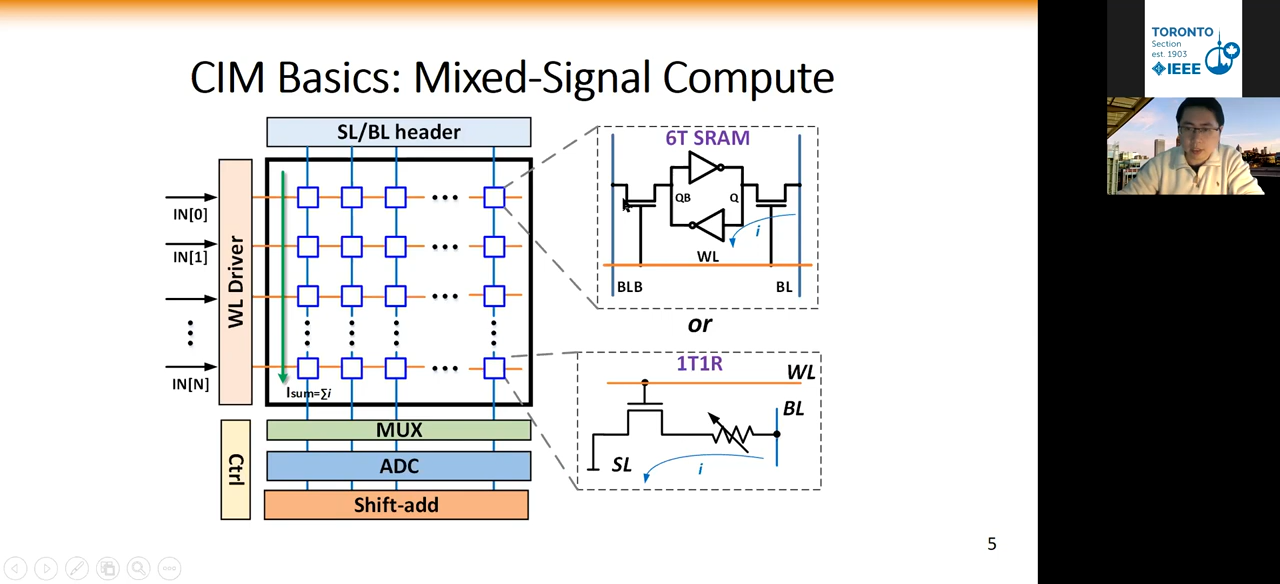 CIM Basics: Mixed-Signal Compute
SL/BL header
WL Driver
IN[0]
IN[1]
IN[N]
Isum=∑i
MUX
ADC
Shift-add
Ctrl
6T SRAM
QB
Q
i
WL
BLB
BL
or
1T1R
WL
BL
SL
i
5
TORONTO
Section
est. 1903
IEEE